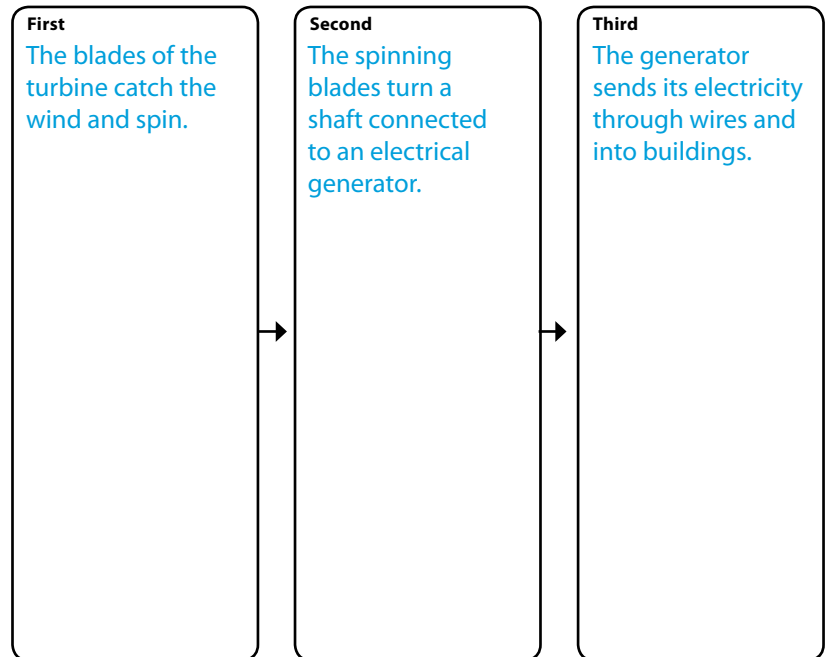 First
The blades of the
turbine catch the
wind and spin.
Second
The spinning
blades turn a
shaft connected
to an electrical
generator.
Third
The generator
sends its electricity
through wires and
into buildings.